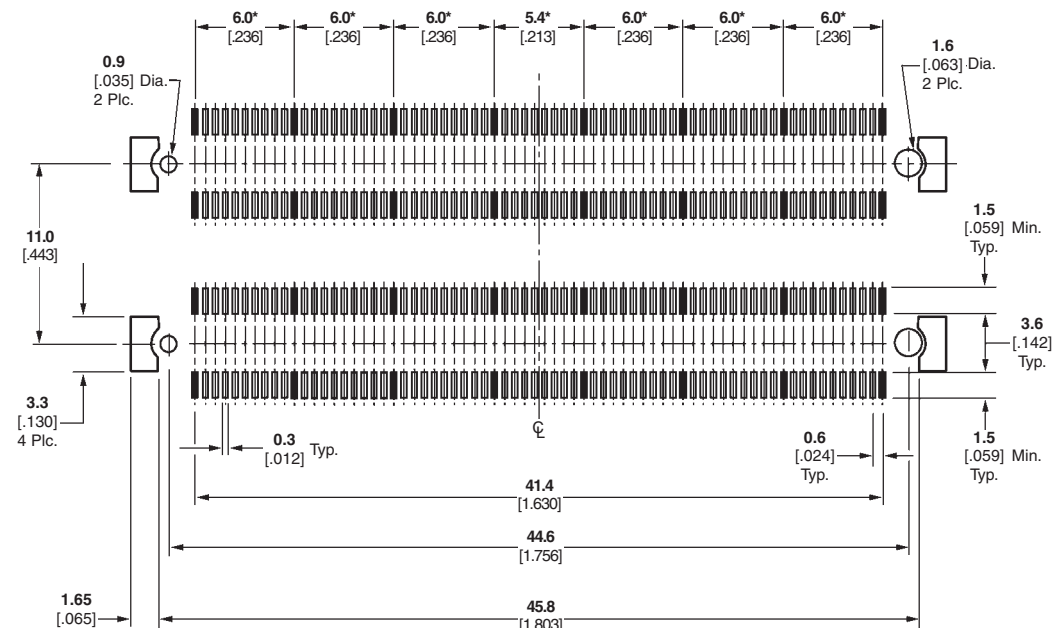 6.0* 6.0* 6.0* 5.4* 6.0* 6.0* 6.0*
[.236] [.236] [.236] [.213] [.236] [.236] [.236]
0.9
[.035] Dia.
2 Plc.
1.6
[.063] Dia.
2 Plc.
11.0
[.443]
1.5
[.059] Min.
Typ.
3.6
[.142]
Typ.
3.3
[.130]
4 Plc.
0.3
[.012] Typ.
℄
0.6
[.024]
Typ.
1.5
[.059] Min.
Typ.
41.4
[1.630]
44.6
[1.756]
1.65
[.065]
45.8
[1.803]